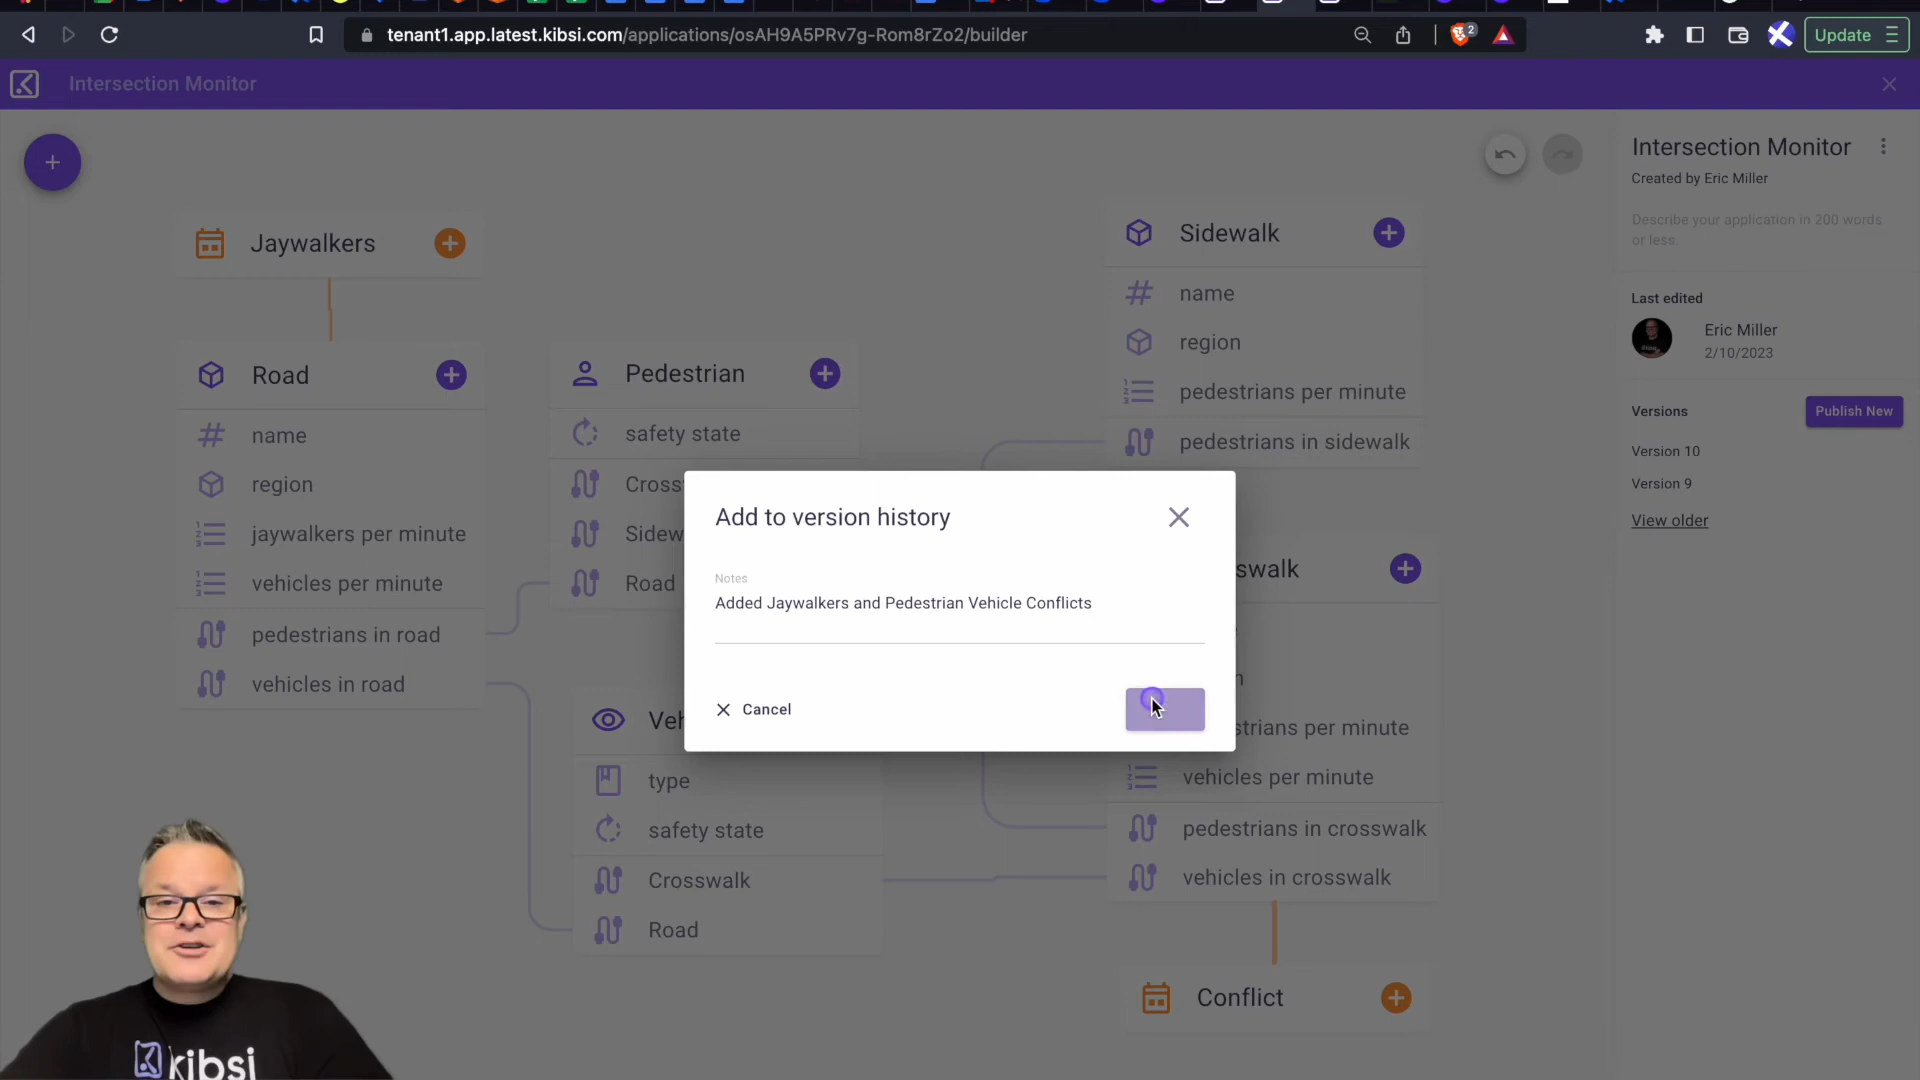 tenant1.app.latest.kibsi.com/applications/osAH9A5PRv7g-Rom8rZo2/builder
2
Update
Intersection Monitor
Jaywalkers
Road
name
region
jaywalkers per minute
vehicles per minute
pedestrians in road
vehicles in road
Pedestrian
safety state
Cross
Sidew
Road
Veh
type
safety state
Crosswalk
Road
Sidewalk
name
region
pedestrians per minute
pedestrians in sidewalk
swalk
n
strians per minute
vehicles per minute
pedestrians in crosswalk
vehicles in crosswalk
Conflict
Add to version history
Notes
Added Jaywalkers and Pedestrian Vehicle Conflicts
Cancel
Intersection Monitor
Created by Eric Miller
Describe your application in 200 words
or less.
Last edited
Eric Miller
2/10/2023
Versions
Publish New
Version 10
Version 9
View older
kibsi